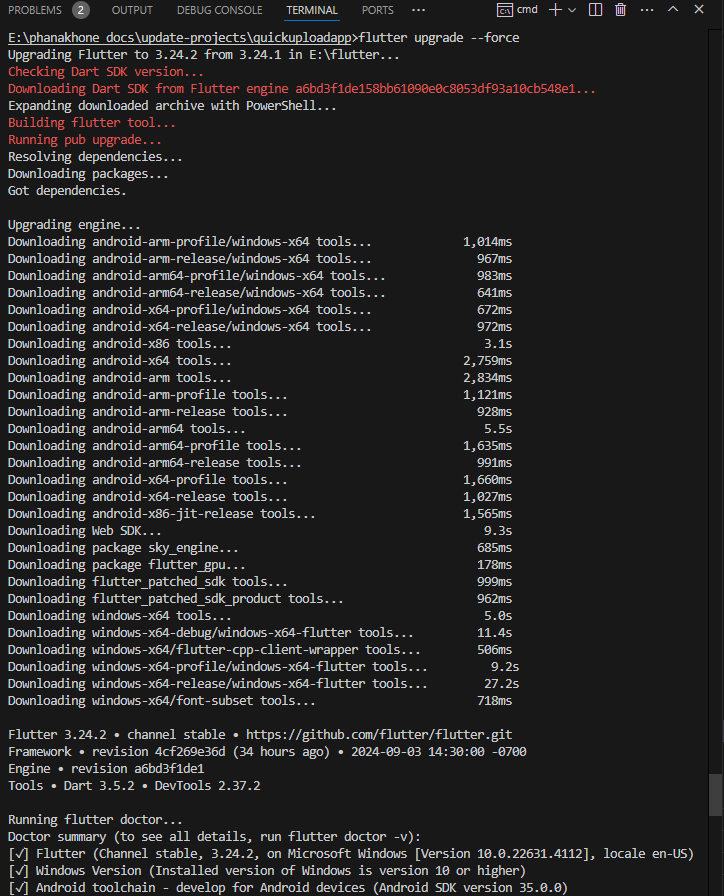 PROBLEMS 2 OUTPUT DEBUG CONSOLE TERMINAL PORTS ··· cmd
E:\phanakhone docs\update-projects\quickuploadapp>flutter upgrade --force
Upgrading Flutter to 3.24.2 from 3.24.1 in E:\flutter...
Checking Dart SDK version...
Downloading Dart SDK from Flutter engine a6bd3f1de158bb61090e0c8053df93a10cb548e1...
Expanding downloaded archive with PowerShell...
Building flutter tool...
Running pub upgrade...
Resolving dependencies...
Downloading packages...
Got dependencies.
Upgrading engine...
Downloading android-arm-profile/windows-x64 tools... 1,014ms
Downloading android-arm-release/windows-x64 tools... 967ms
Downloading android-arm64-profile/windows-x64 tools... 983ms
Downloading android-arm64-release/windows-x64 tools... 641ms
Downloading android-x64-profile/windows-x64 tools... 672ms
Downloading android-x64-release/windows-x64 tools... 972ms
Downloading android-x86 tools... 3.1s
Downloading android-x64 tools... 2,759ms
Downloading android-arm tools... 2,834ms
Downloading android-arm-profile tools... 1,121ms
Downloading android-arm-release tools... 928ms
Downloading android-arm64 tools... 5.5s
Downloading android-arm64-profile tools... 1,635ms
Downloading android-arm64-release tools... 991ms
Downloading android-x64-profile tools... 1,660ms
Downloading android-x64-release tools... 1,027ms
Downloading android-x86-jit-release tools... 1,565ms
Downloading Web SDK... 9.3s
Downloading package sky_engine... 685ms
Downloading package flutter_gpu... 178ms
Downloading flutter_patched_sdk tools... 999ms
Downloading flutter_patched_sdk_product tools... 962ms
Downloading windows-x64 tools... 5.0s
Downloading windows-x64-debug/windows-x64-flutter tools... 11.4s
Downloading windows-x64/flutter-cpp-client-wrapper tools... 506ms
Downloading windows-x64-profile/windows-x64-flutter tools... 9.2s
Downloading windows-x64-release/windows-x64-flutter tools... 27.2s
Downloading windows-x64/font-subset tools... 718ms
Flutter 3.24.2 • channel stable • https://github.com/flutter/flutter.git
Framework • revision 4cf269e36d (34 hours ago) • 2024-09-03 14:30:00 -0700
Engine • revision a6bd3f1de1
Tools • Dart 3.5.2 • DevTools 2.37.2
Running flutter doctor...
Doctor summary (to see all details, run flutter doctor -v):
[√] Flutter (Channel stable, 3.24.2, on Microsoft Windows [Version 10.0.22631.4112], locale en-US)
[√] Windows Version (Installed version of Windows is version 10 or higher)
[√] Android toolchain - develop for Android devices (Android SDK version 35.0.0)